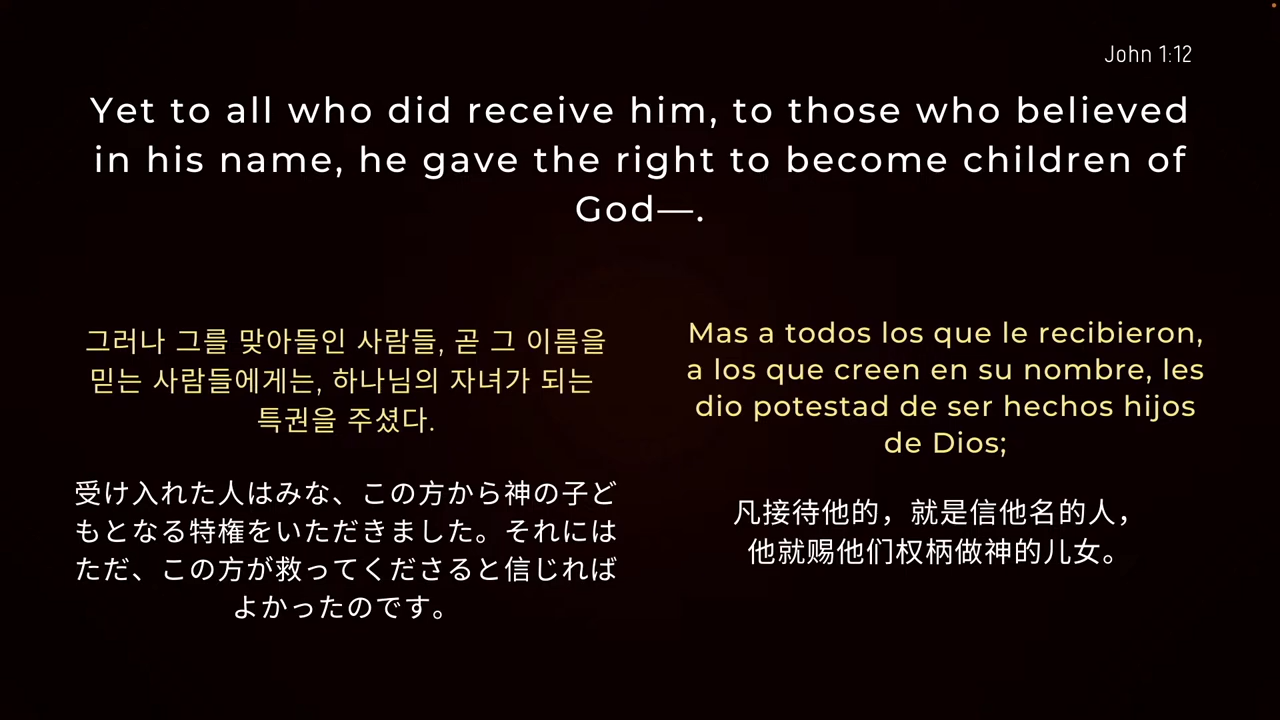 John 1:12
Yet to all who did receive him, to those who believed
in his name, he gave the right to become children of
God—.
그러나 그를 맞아들인 사람들, 곧 그 이름을
믿는 사람들에게는, 하나님의 자녀가 되는
특권을 주셨다.
受け入れた人はみな、この方から神の子ど
もとなる特権をいただきました。それには
ただ、この方が救ってくださると信じれば
よかったのです。
Mas a todos los que le recibieron,
a los que creen en su nombre, les
dio potestad de ser hechos hijos
de Dios;
凡接待他的，就是信他名的人，
他就赐他们权柄做神的儿女。